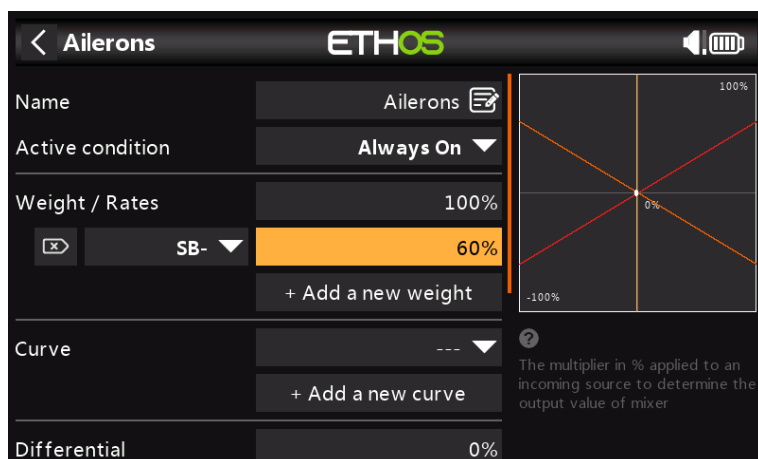 Ailerons
ETHOS
Name
Ailerons
Active condition
Always On
Weight / Rates
100%
SB-
60%
+ Add a new weight
Curve
---
+ Add a new curve
Differential
0%
100%
0%
-100%
The multiplier in % applied to an
incoming source to determine the
output value of mixer